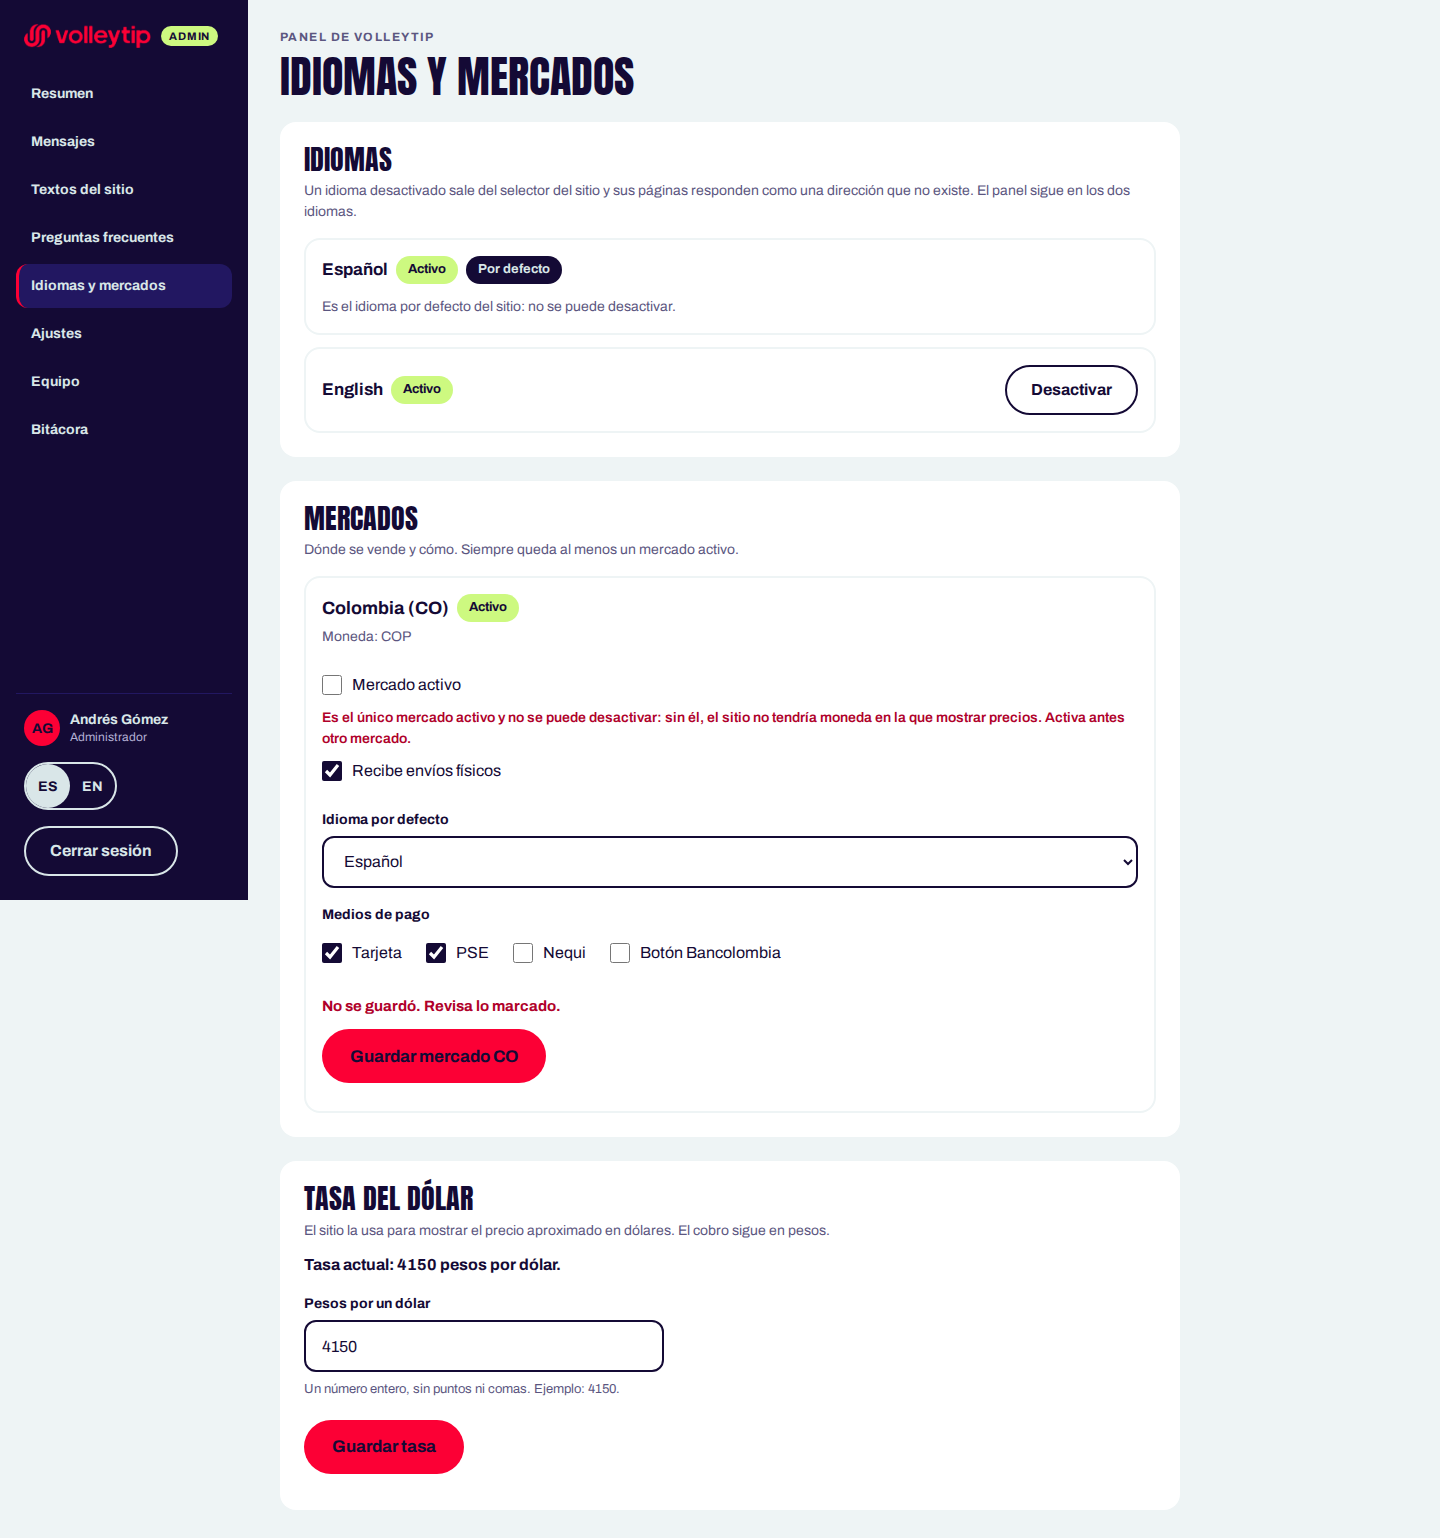 volleytip ADMIN
Resumen
Mensajes
Textos del sitio
Preguntas frecuentes
Idiomas y mercados
Ajustes
Equipo
Bitácora
AG
Andrés Gómez
Administrador
ES EN
Cerrar sesión
PANEL DE VOLLEYTIP
IDIOMAS Y MERCADOS
IDIOMAS
Un idioma desactivado sale del selector del sitio y sus páginas responden como una dirección que no existe. El panel sigue en los dos
idiomas.
Español Activo Por defecto
Es el idioma por defecto del sitio: no se puede desactivar.
English Activo Desactivar
MERCADOS
Dónde se vende y cómo. Siempre queda al menos un mercado activo.
Colombia (CO) Activo
Moneda: COP
Mercado activo
Es el único mercado activo y no se puede desactivar: sin él, el sitio no tendría moneda en la que mostrar precios. Activa antes
otro mercado.
Recibe envíos físicos
Idioma por defecto
Español
Medios de pago
Tarjeta PSE Nequi Botón Bancolombia
No se guardó. Revisa lo marcado.
Guardar mercado CO
TASA DEL DÓLAR
El sitio la usa para mostrar el precio aproximado en dólares. El cobro sigue en pesos.
Tasa actual: 4150 pesos por dólar.
Pesos por un dólar
4150
Un número entero, sin puntos ni comas. Ejemplo: 4150.
Guardar tasa